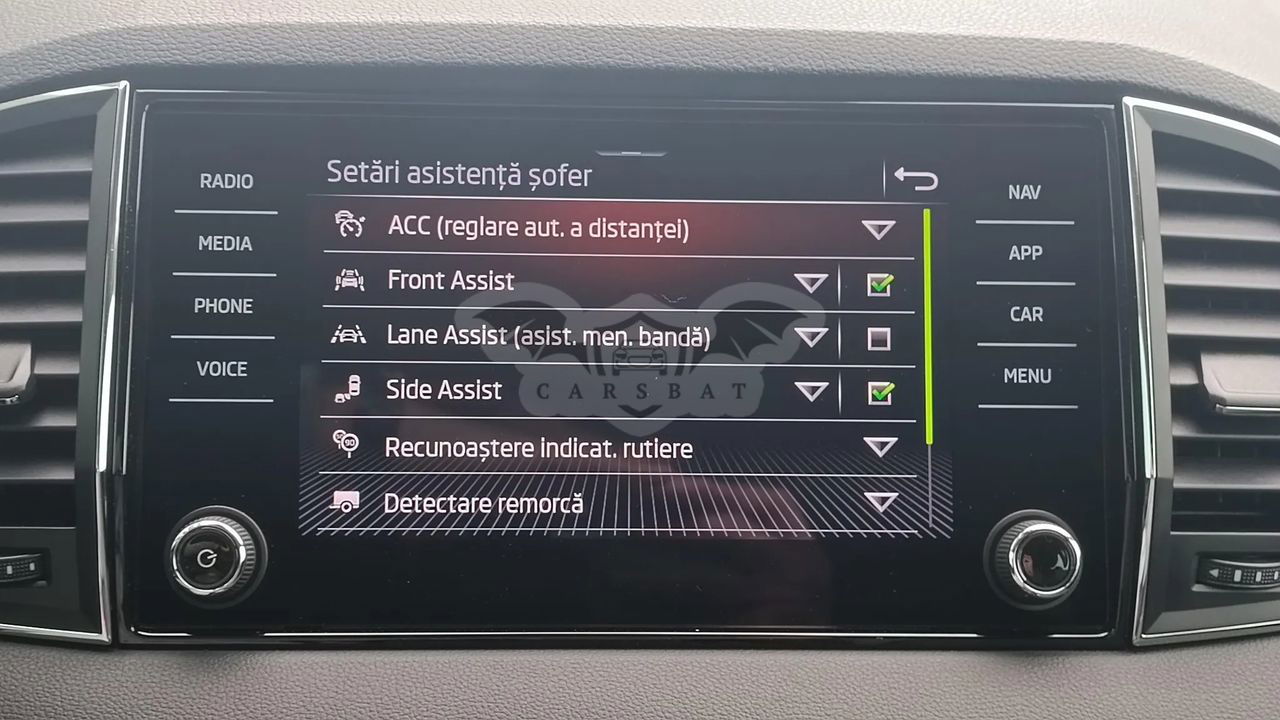 RADIO
MEDIA
PHONE
VOICE
Setări asistență șofer
ACC (reglare aut. a distanței)
Front Assist
Lane Assist (asist. men. bandă)
Side Assist
CARSBAT
Recunoaștere indicat. rutiere
Detectare remorcă
NAV
APP
CAR
MENU